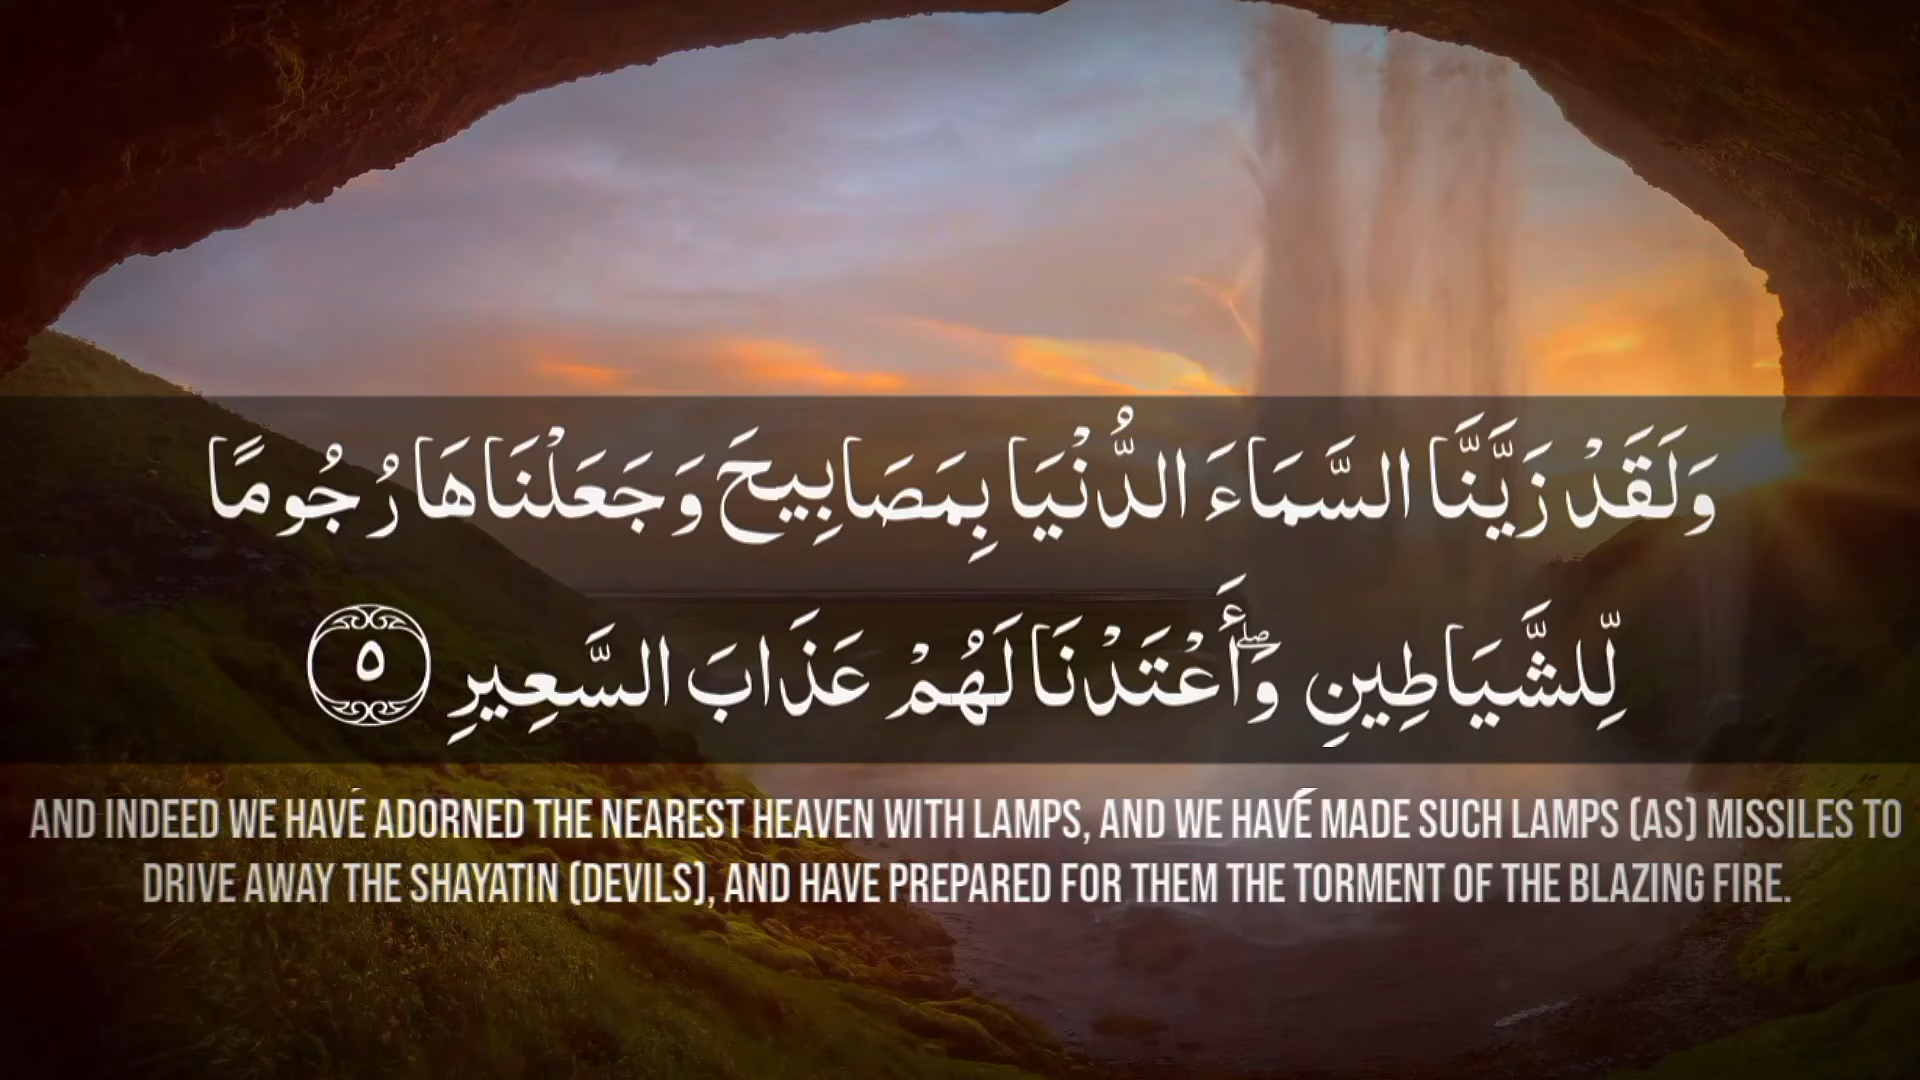 وَلَقَدْ زَيَّنَّا السَّمَاءَ الدُّنْيَا بِمَصَابِيحَ وَجَعَلْنَاهَا رُجُومًا
لِّلشَّيَاطِينِ ۖ وَأَعْتَدْنَا لَهُمْ عَذَابَ السَّعِيرِ ٥
AND INDEED WE HAVE ADORNED THE NEAREST HEAVEN WITH LAMPS, AND WE HAVE MADE SUCH LAMPS (AS) MISSILES TO
DRIVE AWAY THE SHAYATIN (DEVILS), AND HAVE PREPARED FOR THEM THE TORMENT OF THE BLAZING FIRE.